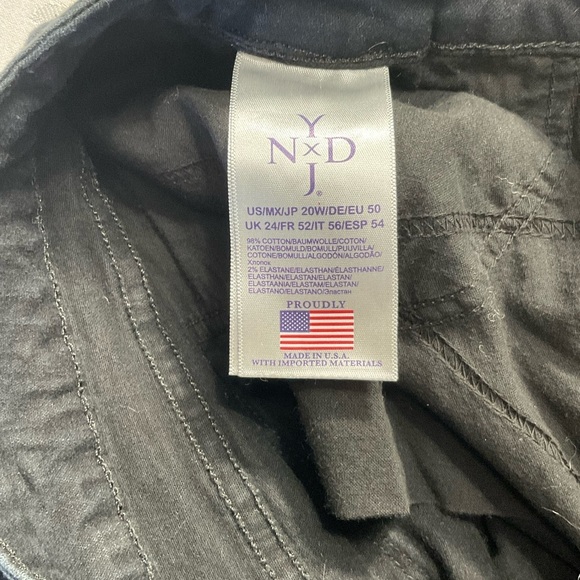 Y
N×D
J®
US/MX/JP 20W/DE/EU 50
UK 24/FR 52/IT 56/ESP 54
98% COTTON/BAUMWOLLE/COTON/
KATOEN/BOMULD/BOMULL/PUUVILLA/
COTONE/BOMULL/ALGODÓN/ALGODÃO/
Хлопок
2% ELASTANE/ELASTHAN/ÉLASTHANNE/
ELASTHAN/ELASTAN/ELASTAN/
ELASTAANIA/ELASTAM/ELASTAN/
ELASTANO/ELASTANO/Эластан
PROUDLY
MADE IN U.S.A.
WITH IMPORTED MATERIALS